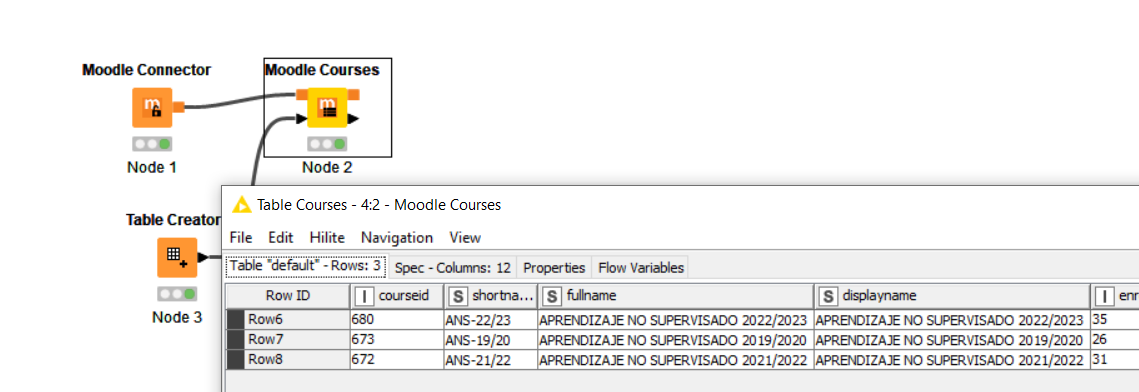 Moodle Connector
Moodle Courses
m
m
Node 1
Node 2
Table Creator
Node 3
Table Courses - 4:2 - Moodle Courses
File Edit Hilite Navigation View
Table "default" - Rows: 3 Spec - Columns: 12 Properties Flow Variables
Row ID I courseid S shortna... S fullname S displayname I enr
Row6 680 ANS-22/23 APRENDIZAJE NO SUPERVISADO 2022/2023 APRENDIZAJE NO SUPERVISADO 2022/2023 35
Row7 673 ANS-19/20 APRENDIZAJE NO SUPERVISADO 2019/2020 APRENDIZAJE NO SUPERVISADO 2019/2020 26
Row8 672 ANS-21/22 APRENDIZAJE NO SUPERVISADO 2021/2022 APRENDIZAJE NO SUPERVISADO 2021/2022 31